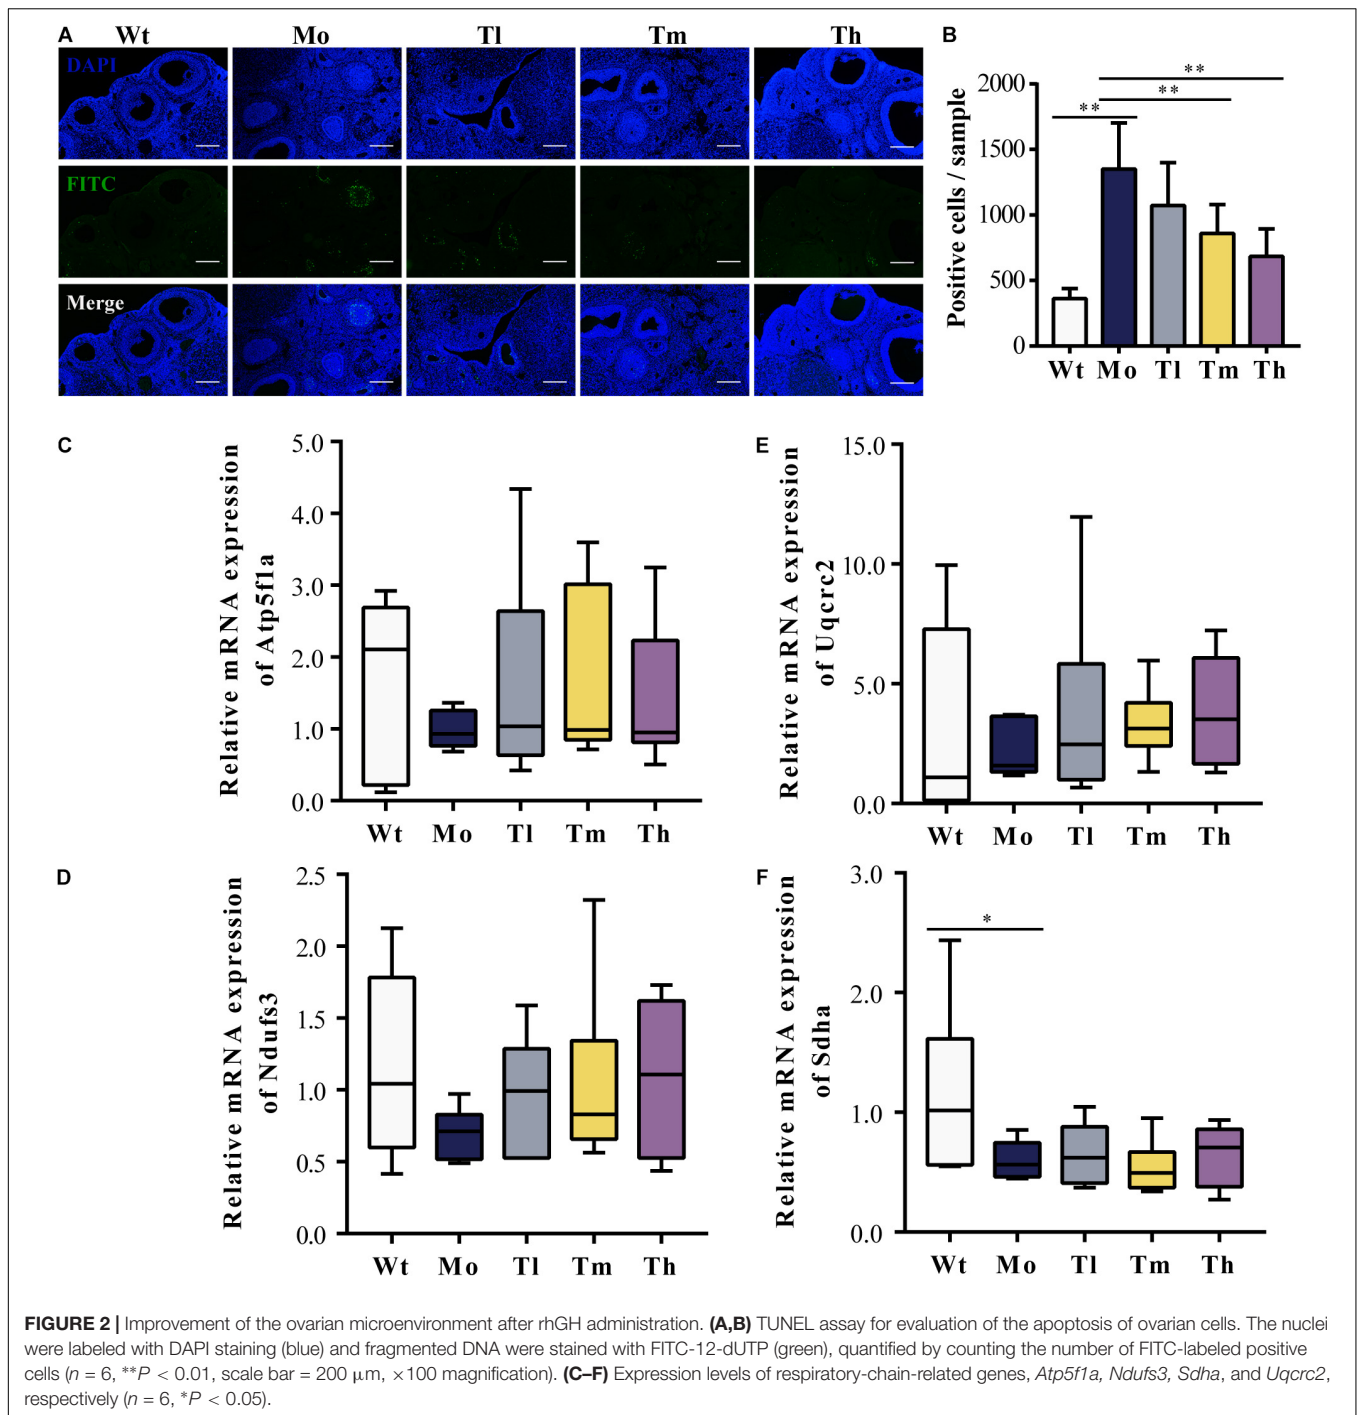 A
Wt Mo Tl Tm Th
DAPI
FITC
Merge
B
Positive cells / sample
2000
1500
1000
500
0
**
**
**
Wt Mo Tl Tm Th
C
Relative mRNA expression
of Atp5f1a
5.0
4.0
3.0
2.0
1.0
0.0
Wt Mo Tl Tm Th
E
Relative mRNA expression
of Uqcrc2
15.0
10.0
5.0
0.0
Wt Mo Tl Tm Th
D
Relative mRNA expression
of Ndufs3
2.5
2.0
1.5
1.0
0.5
0.0
Wt Mo Tl Tm Th
F
Relative mRNA expression
of Sdha
3.0
2.0
1.0
0.0
*
Wt Mo Tl Tm Th
FIGURE 2 | Improvement of the ovarian microenvironment after rhGH administration. (A,B) TUNEL assay for evaluation of the apoptosis of ovarian cells. The nuclei
were labeled with DAPI staining (blue) and fragmented DNA were stained with FITC-12-dUTP (green), quantified by counting the number of FITC-labeled positive
cells (n = 6, **P < 0.01, scale bar = 200 μm, ×100 magnification). (C–F) Expression levels of respiratory-chain-related genes, Atp5f1a, Ndufs3, Sdha, and Uqcrc2,
respectively (n = 6, *P < 0.05).